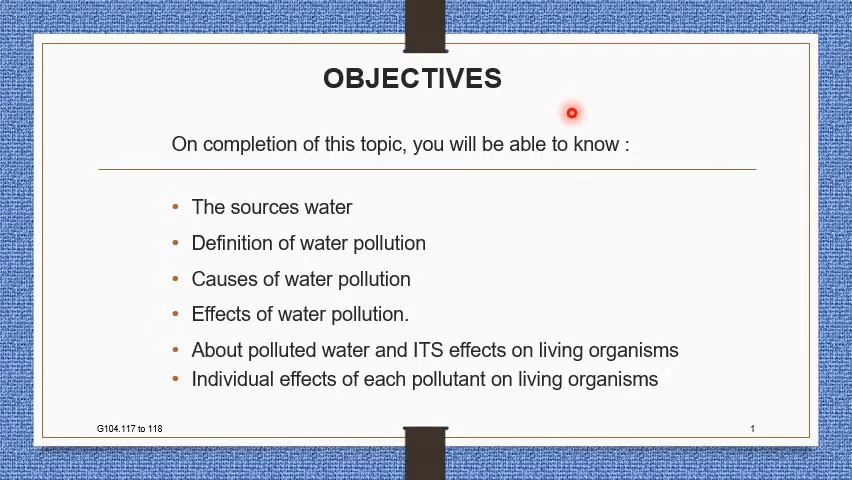 OBJECTIVES
On completion of this topic, you will be able to know :
• The sources water
• Definition of water pollution
• Causes of water pollution
• Effects of water pollution.
• About polluted water and ITS effects on living organisms
• Individual effects of each pollutant on living organisms
G104.117 to 118
1